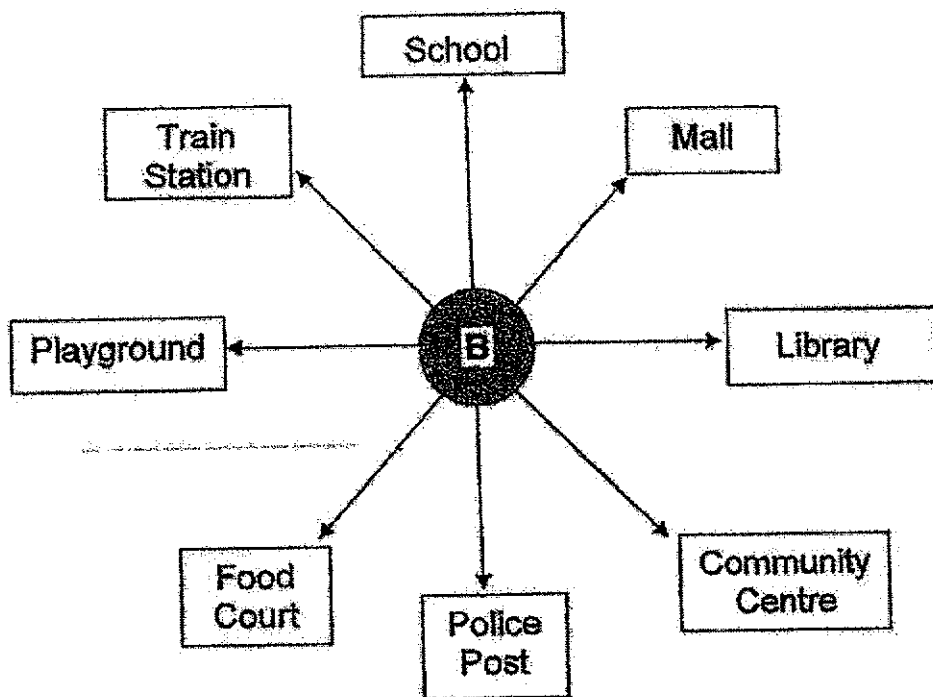 School
Train
Station
Mall
Playground
B
Library
Food
Court
Police
Post
Community
Centre